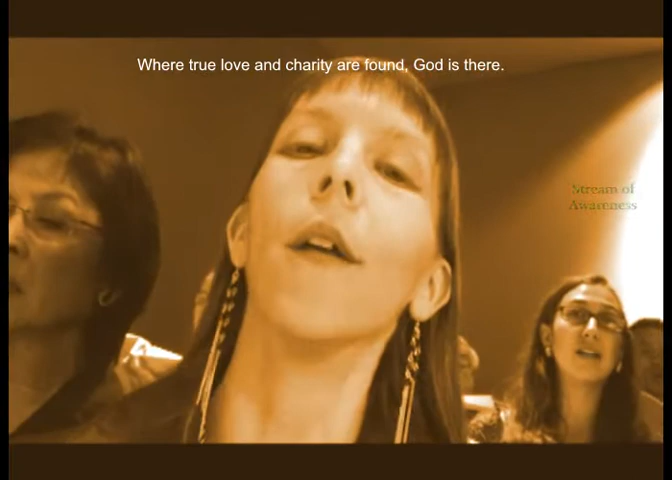 Where true love and charity are found, God is there.
Stream of
Awareness